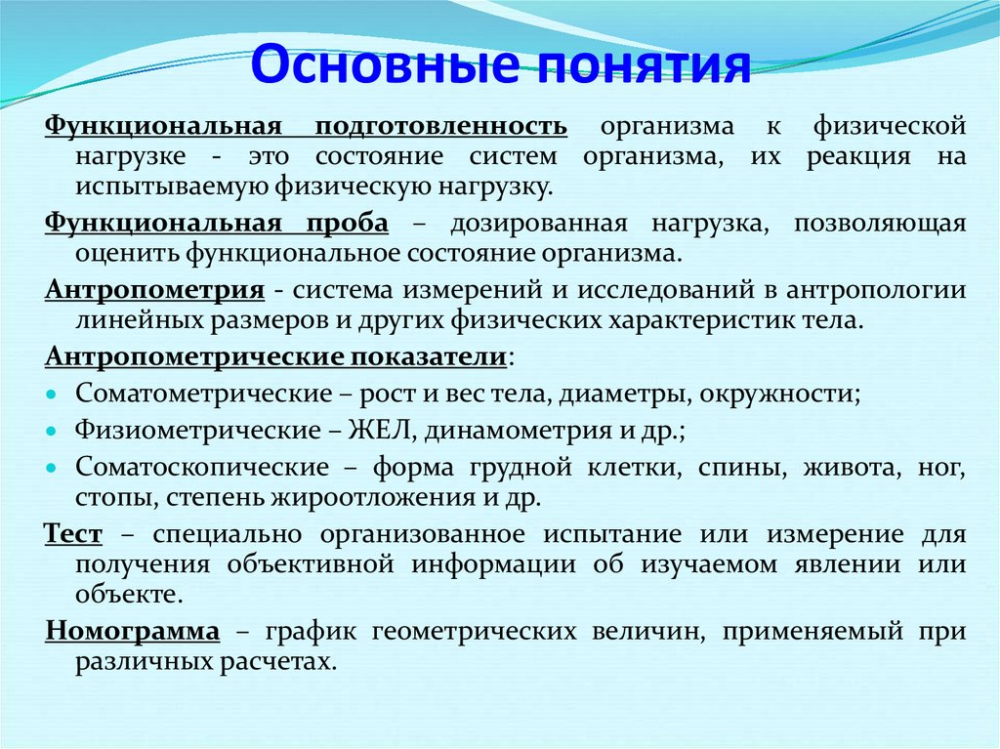 Основные понятия
Функциональная подготовленность организма к физической
нагрузке - это состояние систем организма, их реакция на
испытываемую физическую нагрузку.
Функциональная проба – дозированная нагрузка, позволяющая
оценить функциональное состояние организма.
Антропометрия - система измерений и исследований в антропологии
линейных размеров и других физических характеристик тела.
Антропометрические показатели:
• Соматометрические – рост и вес тела, диаметры, окружности;
• Физиометрические – ЖЕЛ, динамометрия и др.;
• Соматоскопические – форма грудной клетки, спины, живота, ног,
стопы, степень жироотложения и др.
Тест – специально организованное испытание или измерение для
получения объективной информации об изучаемом явлении или
объекте.
Номограмма – график геометрических величин, применяемый при
различных расчетах.